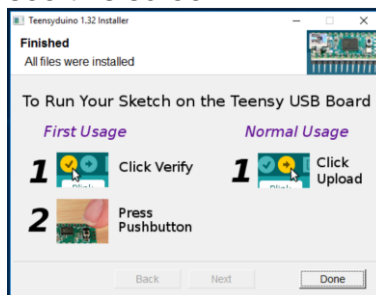 Teensyduino 1.32 Installer
Finished
All files were installed
To Run Your Sketch on the Teensy USB Board
First Usage
Normal Usage
1 Click Verify
1 Click Upload
2 Press Pushbutton
Back
Next
Done